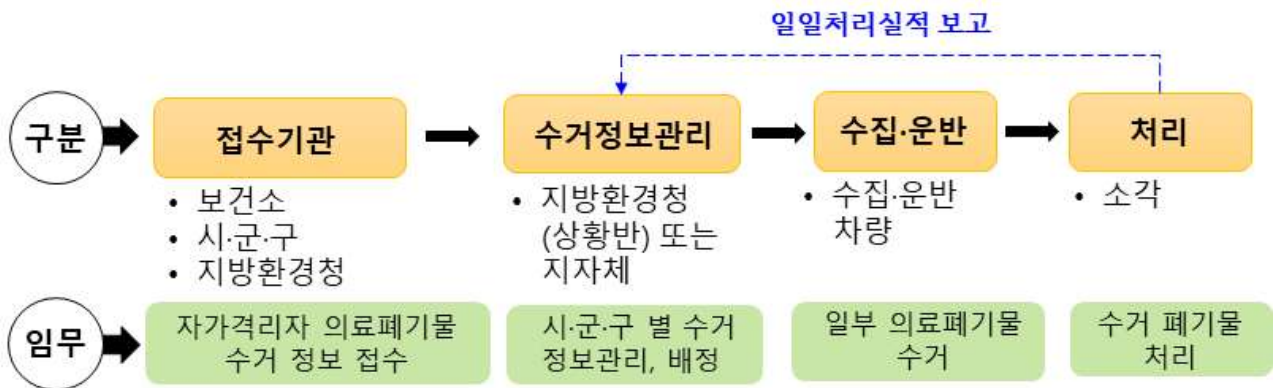 일일처리실적 보고
구분
접수기관
수거정보관리
수집·운반
처리
• 보건소
• 시·군·구
• 지방환경청
• 지방환경청
(상황반) 또는
지자체
• 수집·운반
차량
• 소각
임무
자가격리자 의료폐기물
수거 정보 접수
시·군·구 별 수거
정보관리, 배정
일부 의료폐기물
수거
수거 폐기물
처리